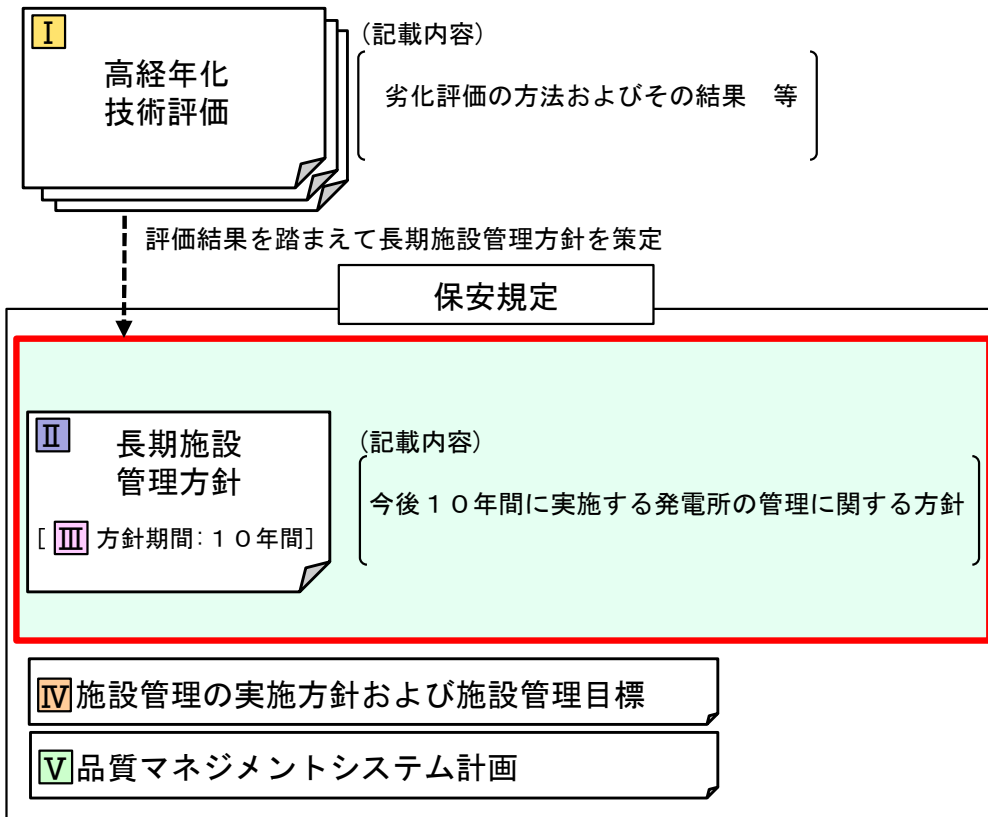 Ⅰ
高経年化
技術評価
(記載内容)
劣化評価の方法およびその結果　等
評価結果を踏まえて長期施設管理方針を策定
保安規定
Ⅱ
長期施設
管理方針
[Ⅲ方針期間:１０年間]
(記載内容)
今後１０年間に実施する発電所の管理に関する方針
Ⅳ施設管理の実施方針および施設管理目標
Ⅴ品質マネジメントシステム計画